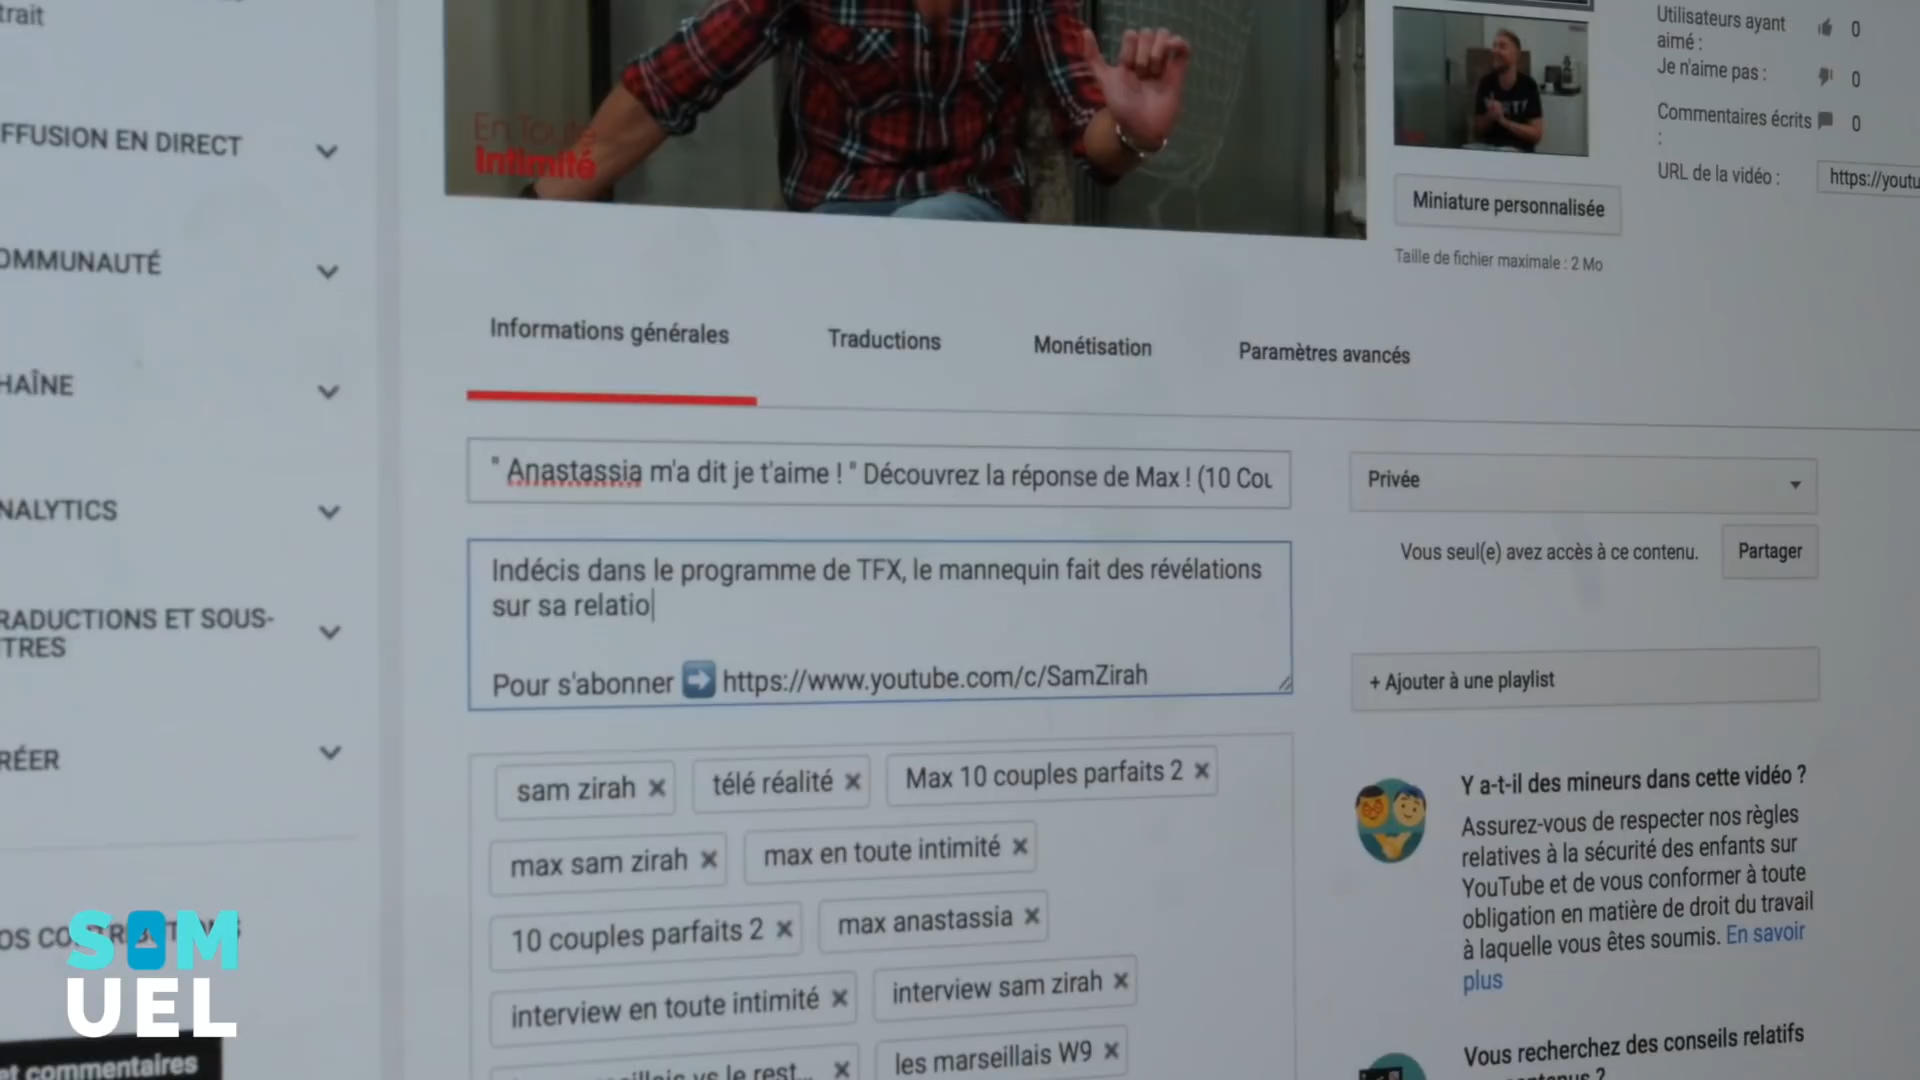 trait
FFUSION EN DIRECT
OMMUNAUTÉ
HAÎNE
NALYTICS
RADUCTIONS ET SOUS-
TRES
RÉER
SAM
UEL
et commentaires
En Toute
Intimité
Utilisateurs ayant
aimé :
0
Je n'aime pas :
0
Commentaires écrits
:
0
URL de la vidéo :
https://youtu
Miniature personnalisée
Taille de fichier maximale : 2 Mo
Informations générales
Traductions
Monétisation
Paramètres avancés
" Anastassia m'a dit je t'aime ! " Découvrez la réponse de Max ! (10 Cou
Indécis dans le programme de TFX, le mannequin fait des révélations
sur sa relatio
Pour s'abonner ➡ https://www.youtube.com/c/SamZirah
Privée
Vous seul(e) avez accès à ce contenu.
Partager
+ Ajouter à une playlist
sam zirah ×
télé réalité ×
Max 10 couples parfaits 2 ×
max sam zirah ×
max en toute intimité ×
10 couples parfaits 2 ×
max anastassia ×
interview en toute intimité ×
interview sam zirah ×
vs le rest... ×
les marseillais W9 ×
Y a-t-il des mineurs dans cette vidéo ?
Assurez-vous de respecter nos règles
relatives à la sécurité des enfants sur
YouTube et de vous conformer à toute
obligation en matière de droit du travail
à laquelle vous êtes soumis. En savoir
plus
Vous recherchez des conseils relatifs